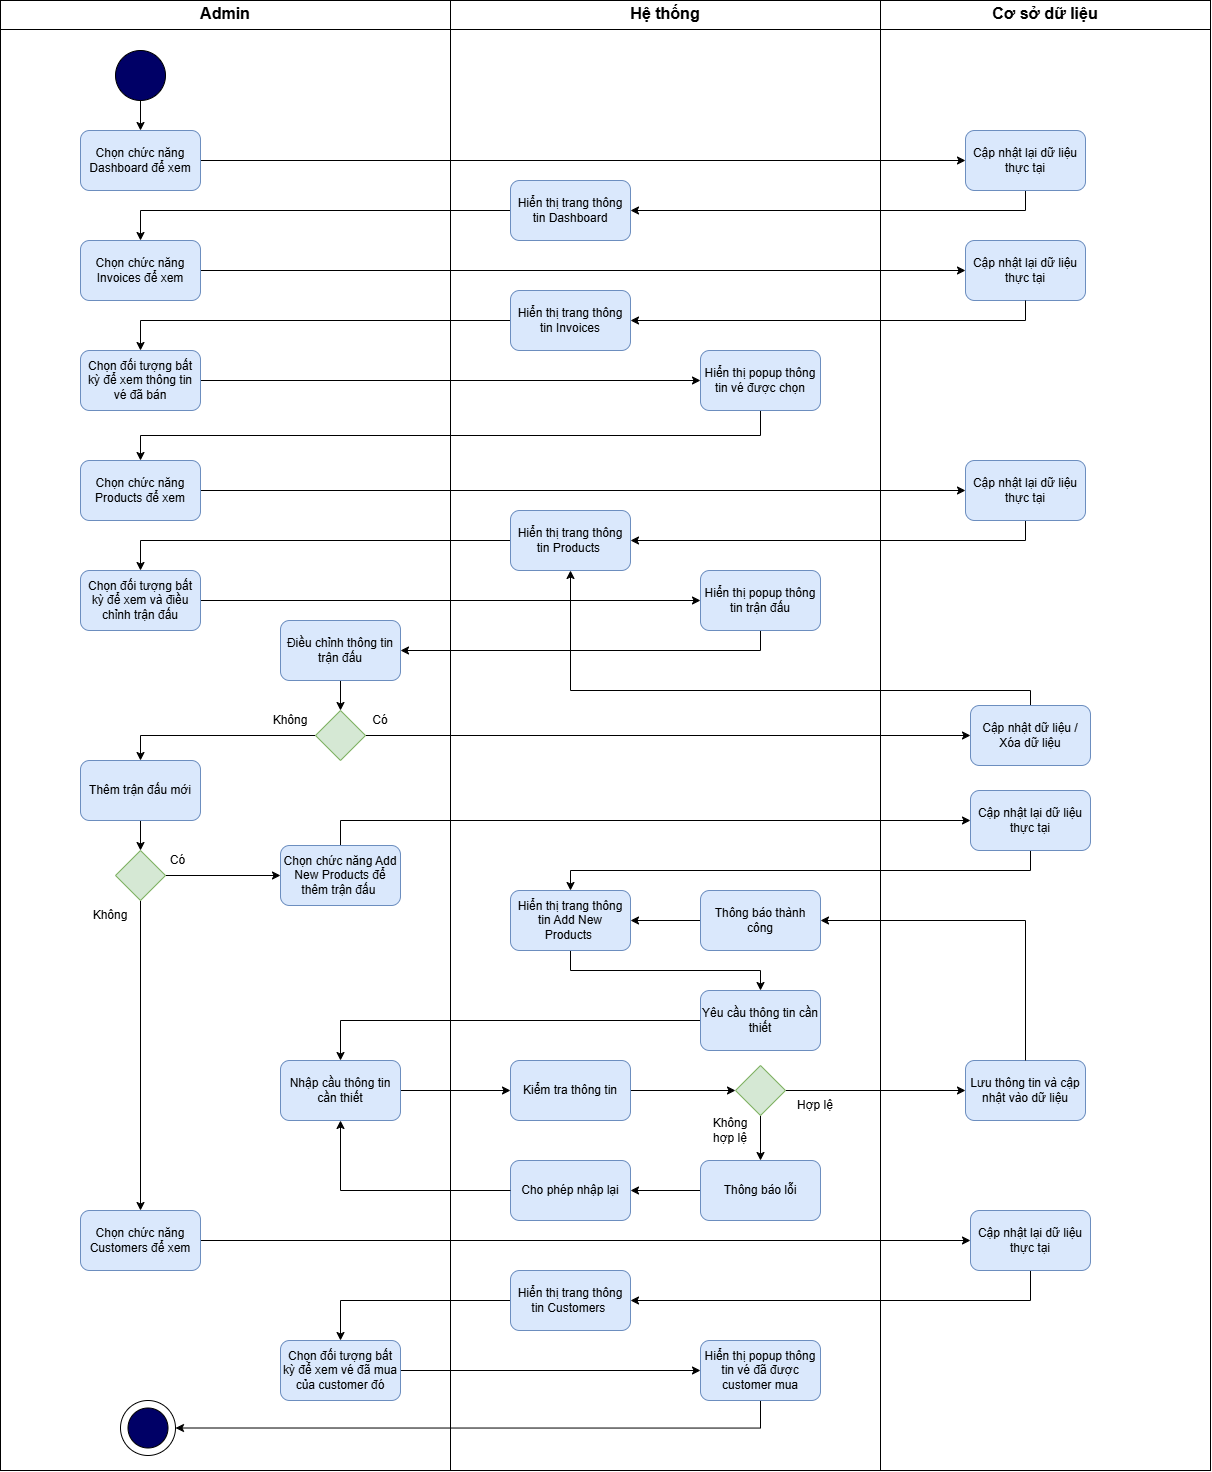 Admin
Hệ thống
Cơ sở dữ liệu
Chọn chức năng
Dashboard để xem
Cập nhật lại dữ liệu
thực tại
Hiển thị trang thông
tin Dashboard
Chọn chức năng
Invoices để xem
Cập nhật lại dữ liệu
thực tại
Hiển thị trang thông
tin Invoices
Chọn đối tượng bất
kỳ để xem thông tin
vé đã bán
Hiển thị popup thông
tin vé được chọn
Chọn chức năng
Products để xem
Cập nhật lại dữ liệu
thực tại
Hiển thị trang thông
tin Products
Chọn đối tượng bất
kỳ để xem và điều
chỉnh trận đấu
Hiển thị popup thông
tin trận đấu
Điều chỉnh thông tin
trận đấu
Không
Có
Cập nhật dữ liệu /
Xóa dữ liệu
Thêm trận đấu mới
Cập nhật lại dữ liệu
thực tại
Có
Chọn chức năng Add
New Products để
thêm trận đấu
Không
Hiển thị trang thông
tin Add New
Products
Thông báo thành
công
Yêu cầu thông tin cần
thiết
Nhập cầu thông tin
cần thiết
Kiểm tra thông tin
Hợp lệ
Lưu thông tin và cập
nhật vào dữ liệu
Không
hợp lệ
Cho phép nhập lại
Thông báo lỗi
Chọn chức năng
Customers để xem
Cập nhật lại dữ liệu
thực tại
Hiển thị trang thông
tin Customers
Chọn đối tượng bất
kỳ để xem vé đã mua
của customer đó
Hiển thị popup thông
tin vé đã được
customer mua